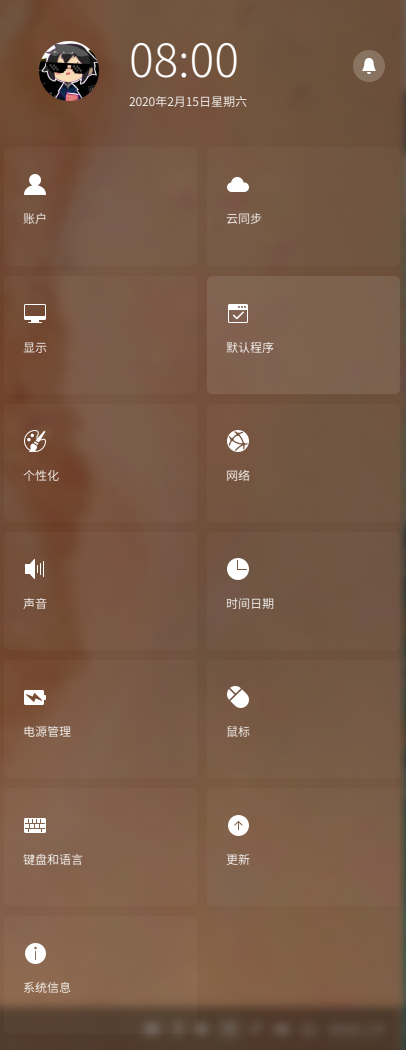 08:00
2020年2月15日星期六
账户
云同步
显示
默认程序
个性化
网络
声音
时间日期
电源管理
鼠标
键盘和语言
更新
系统信息